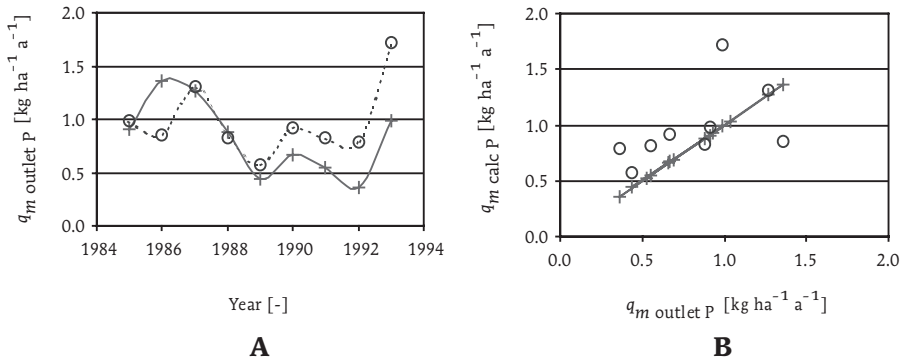 q_m outlet P [kg ha⁻¹ a⁻¹]
2.0
1.5
1.0
0.5
0.0
1984 1986 1988 1990 1992 1994
Year [-]
A
q_m calc P [kg ha⁻¹ a⁻¹]
2.0
1.5
1.0
0.5
0.0
0.0 0.5 1.0 1.5 2.0
q_m outlet P [kg ha⁻¹ a⁻¹]
B